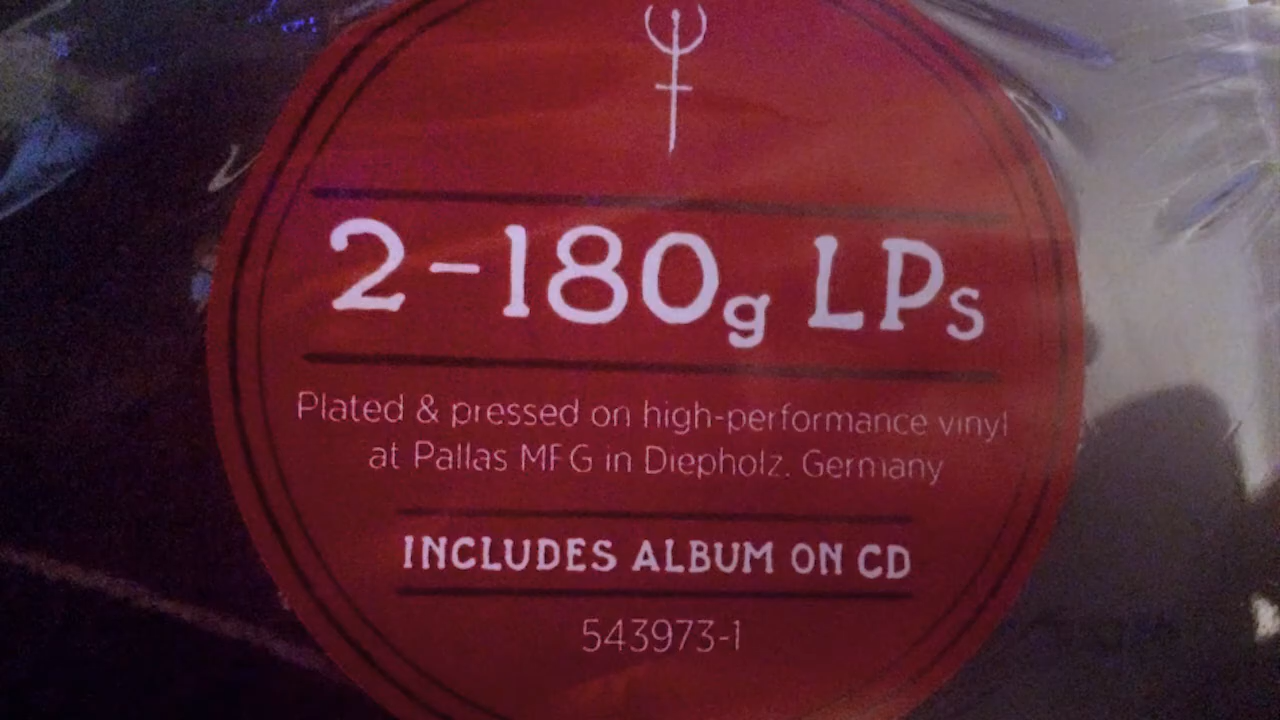 2-180g LPs
Plated & pressed on high-performance vinyl
at Pallas MFG in Diepholz. Germany
INCLUDES ALBUM ON CD
543973-1